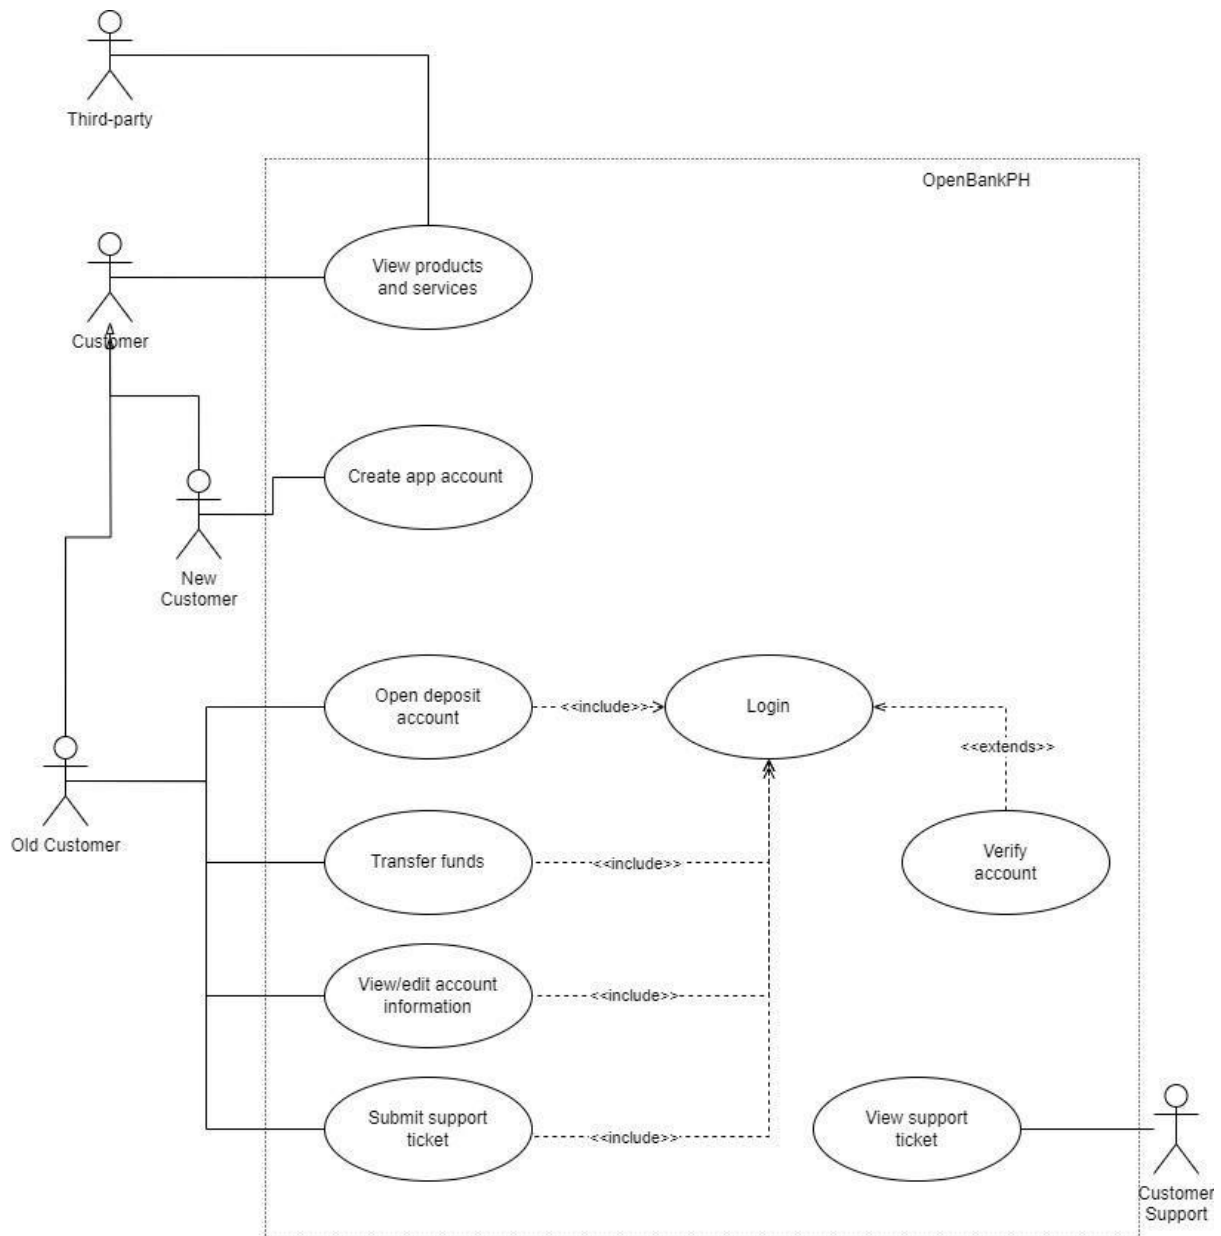 Third-party
OpenBankPH
View products
and services
Customer
Create app account
New
Customer
Open deposit
account
<<include>>
Login
<<extends>>
Old Customer
Transfer funds
<<include>>
Verify
account
View/edit account
information
<<include>>
Submit support
ticket
<<include>>
View support
ticket
Customer
Support